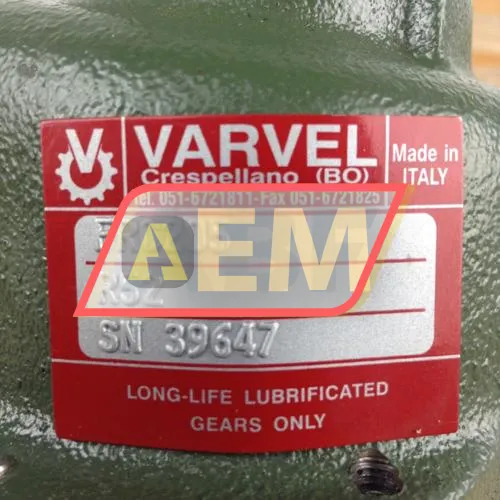 VARVEL
Crespellano (BO)
Made in
ITALY
Tel. 051-6721811-Fax 051-6721825
AEM
R52
SN 39647
LONG-LIFE LUBRIFICATED
GEARS ONLY